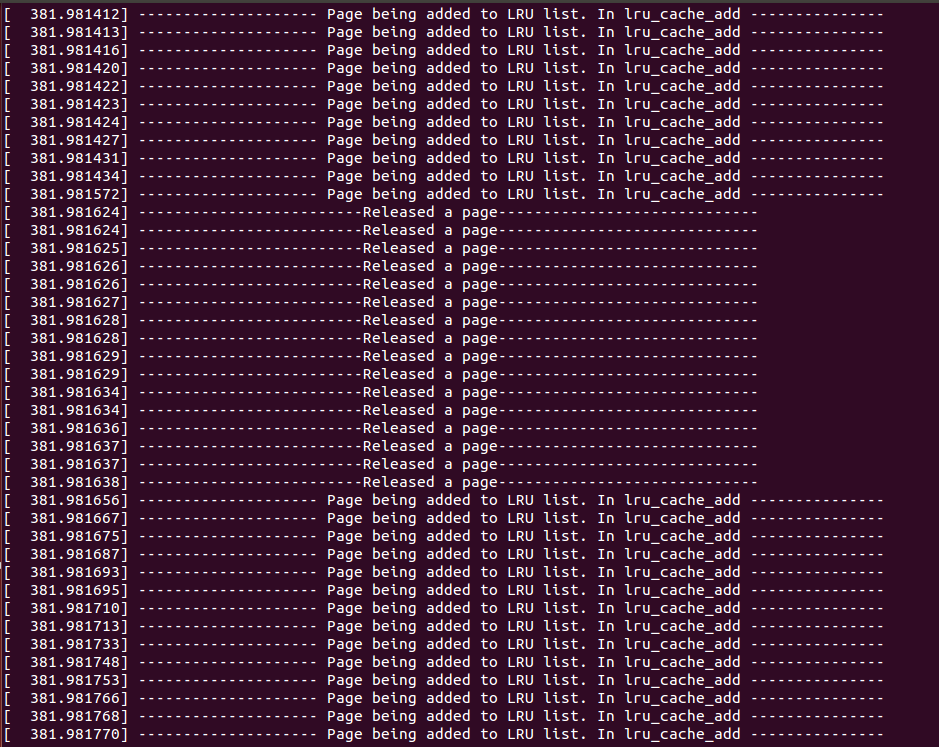 [  381.981412] -------------------- Page being added to LRU list. In lru_cache_add ---------------
[  381.981413] -------------------- Page being added to LRU list. In lru_cache_add ---------------
[  381.981416] -------------------- Page being added to LRU list. In lru_cache_add ---------------
[  381.981420] -------------------- Page being added to LRU list. In lru_cache_add ---------------
[  381.981422] -------------------- Page being added to LRU list. In lru_cache_add ---------------
[  381.981423] -------------------- Page being added to LRU list. In lru_cache_add ---------------
[  381.981424] -------------------- Page being added to LRU list. In lru_cache_add ---------------
[  381.981427] -------------------- Page being added to LRU list. In lru_cache_add ---------------
[  381.981431] -------------------- Page being added to LRU list. In lru_cache_add ---------------
[  381.981434] -------------------- Page being added to LRU list. In lru_cache_add ---------------
[  381.981572] -------------------- Page being added to LRU list. In lru_cache_add ---------------
[  381.981624] -------------------------Released a page-----------------------------
[  381.981624] -------------------------Released a page-----------------------------
[  381.981625] -------------------------Released a page-----------------------------
[  381.981626] -------------------------Released a page-----------------------------
[  381.981626] -------------------------Released a page-----------------------------
[  381.981627] -------------------------Released a page-----------------------------
[  381.981628] -------------------------Released a page-----------------------------
[  381.981628] -------------------------Released a page-----------------------------
[  381.981629] -------------------------Released a page-----------------------------
[  381.981629] -------------------------Released a page-----------------------------
[  381.981634] -------------------------Released a page-----------------------------
[  381.981634] -------------------------Released a page-----------------------------
[  381.981636] -------------------------Released a page-----------------------------
[  381.981637] -------------------------Released a page-----------------------------
[  381.981637] -------------------------Released a page-----------------------------
[  381.981638] -------------------------Released a page-----------------------------
[  381.981656] -------------------- Page being added to LRU list. In lru_cache_add ---------------
[  381.981667] -------------------- Page being added to LRU list. In lru_cache_add ---------------
[  381.981675] -------------------- Page being added to LRU list. In lru_cache_add ---------------
[  381.981687] -------------------- Page being added to LRU list. In lru_cache_add ---------------
[  381.981693] -------------------- Page being added to LRU list. In lru_cache_add ---------------
[  381.981695] -------------------- Page being added to LRU list. In lru_cache_add ---------------
[  381.981710] -------------------- Page being added to LRU list. In lru_cache_add ---------------
[  381.981713] -------------------- Page being added to LRU list. In lru_cache_add ---------------
[  381.981733] -------------------- Page being added to LRU list. In lru_cache_add ---------------
[  381.981748] -------------------- Page being added to LRU list. In lru_cache_add ---------------
[  381.981753] -------------------- Page being added to LRU list. In lru_cache_add ---------------
[  381.981766] -------------------- Page being added to LRU list. In lru_cache_add ---------------
[  381.981768] -------------------- Page being added to LRU list. In lru_cache_add ---------------
[  381.981770] -------------------- Page being added to LRU list. In lru_cache_add ---------------